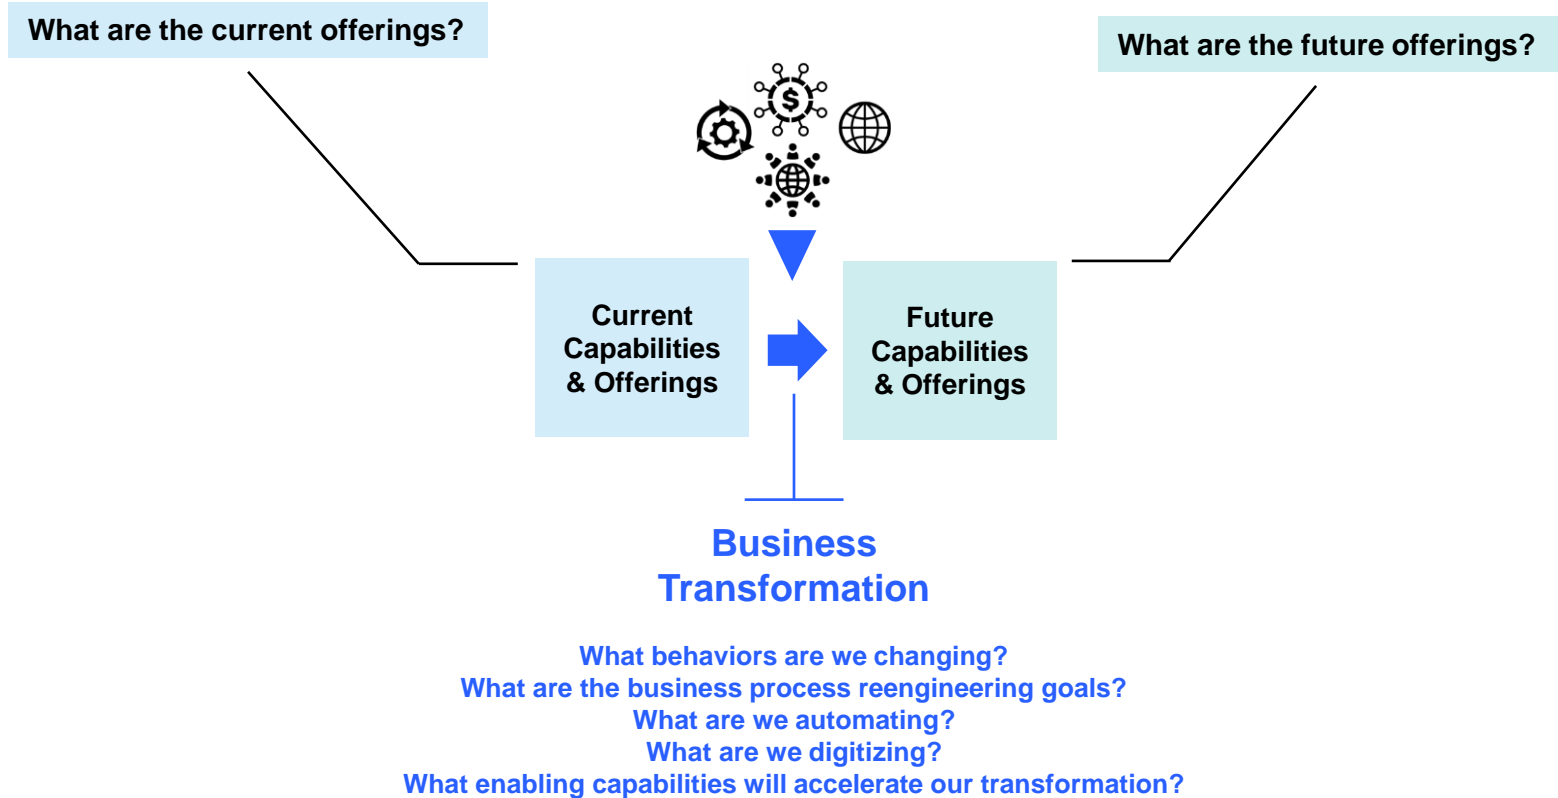 What are the current offerings?
What are the future offerings?
$
Current
Capabilities
& Offerings
Future
Capabilities
& Offerings
Business
Transformation
What behaviors are we changing?
What are the business process reengineering goals?
What are we automating?
What are we digitizing?
What enabling capabilities will accelerate our transformation?